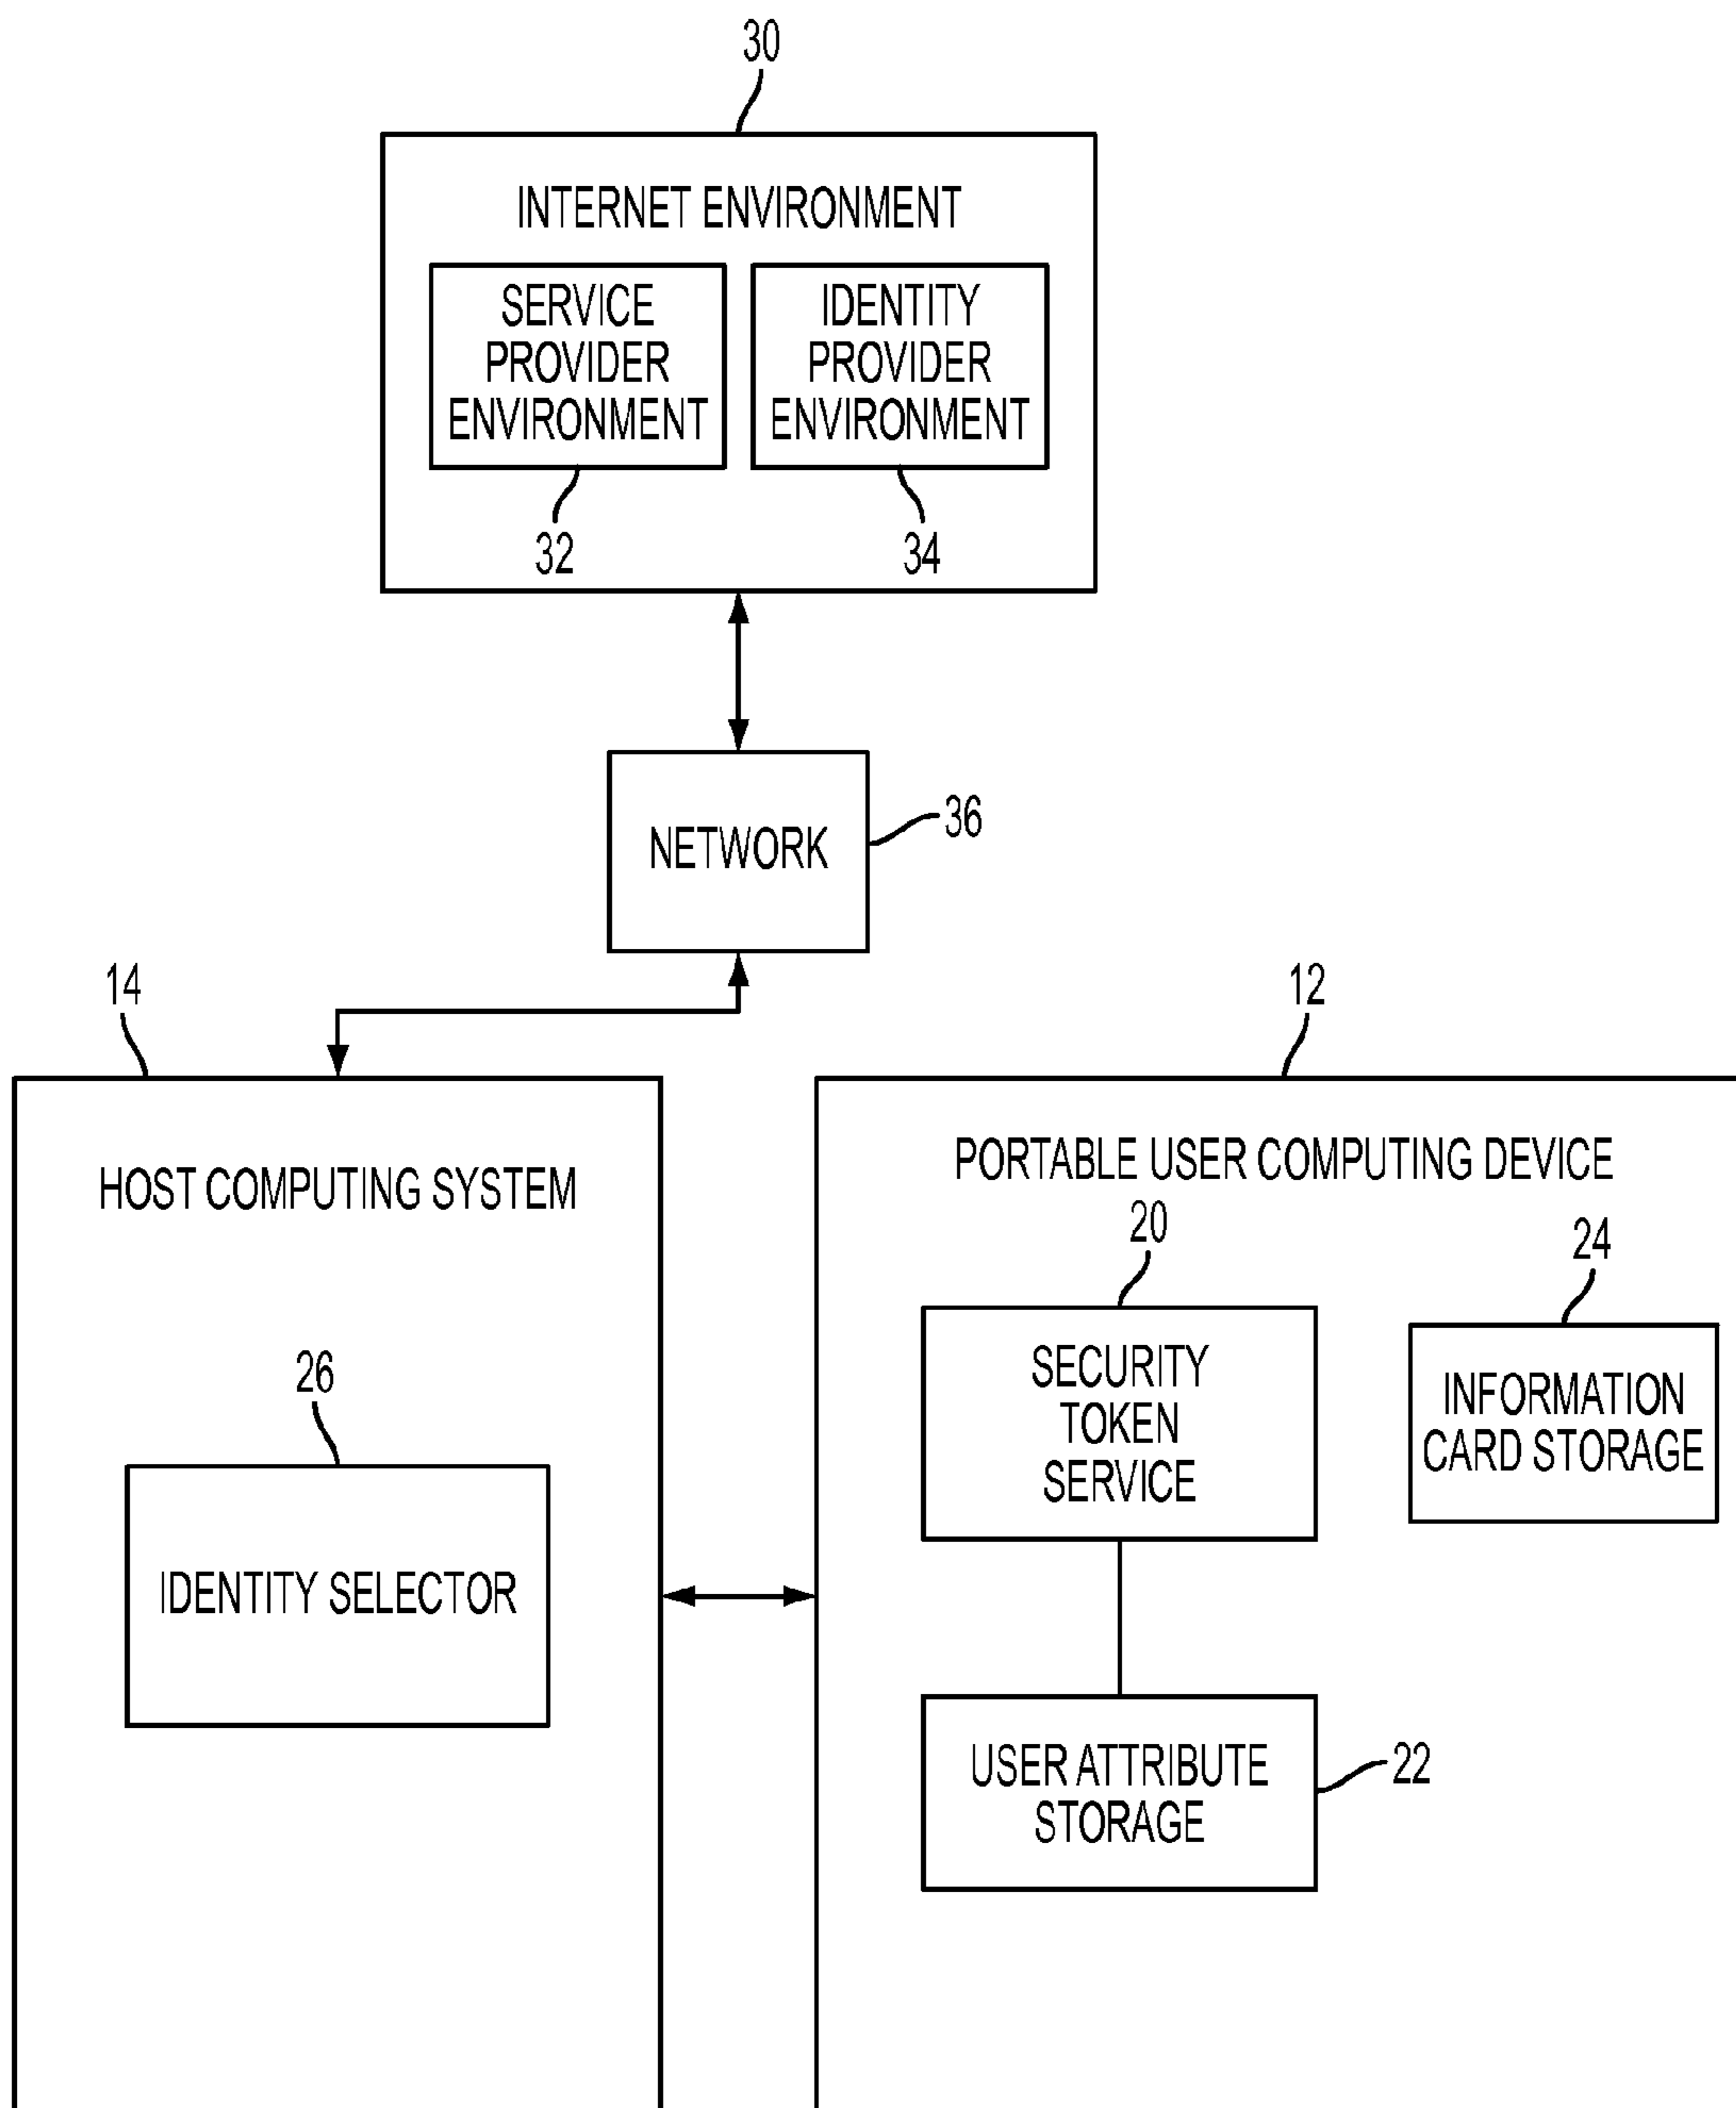 30
INTERNET ENVIRONMENT
SERVICE
PROVIDER
ENVIRONMENT
IDENTITY
PROVIDER
ENVIRONMENT
32
34
NETWORK
36
14
12
HOST COMPUTING SYSTEM
PORTABLE USER COMPUTING DEVICE
20
24
26
SECURITY
TOKEN
SERVICE
INFORMATION
CARD STORAGE
IDENTITY SELECTOR
USER ATTRIBUTE
STORAGE
22